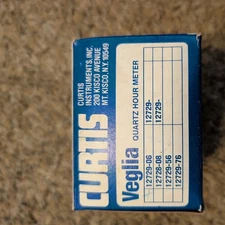 CURTIS
INSTRUMENTS, INC.
200 KISCO AVENUE
MT. KISCO, N.Y. 10549
CURTIS
Veglia QUARTZ HOUR METER
12729-06 12729-
12728-08 12729-
12729-56
12729-76